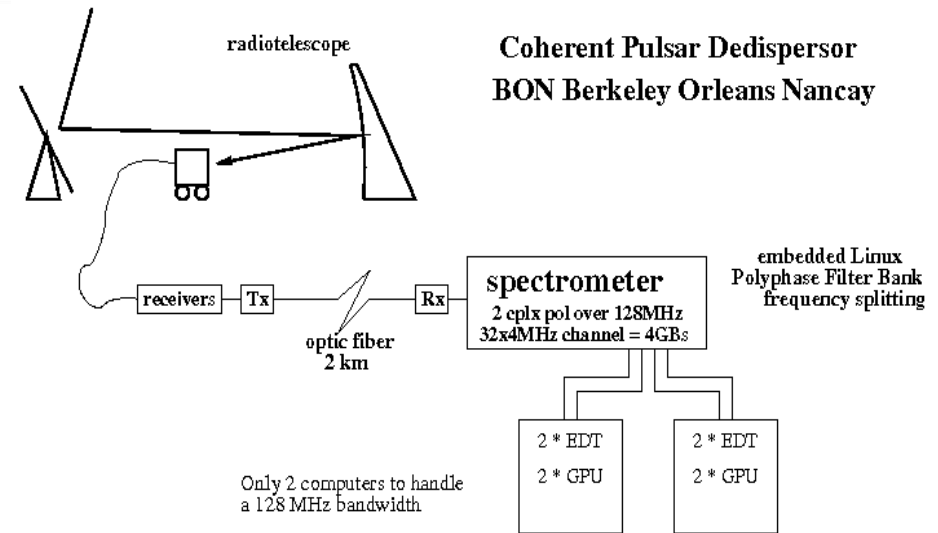 radiotelescope
Coherent Pulsar Dedispersor
BON Berkeley Orleans Nancay
receivers
Tx
optic fiber
2 km
Rx
spectrometer
2 cplx pol over 128MHz
32x4MHz channel = 4GBs
embedded Linux
Polyphase Filter Bank
frequency splitting
2 * EDT
2 * GPU
2 * EDT
2 * GPU
Only 2 computers to handle
a 128 MHz bandwidth